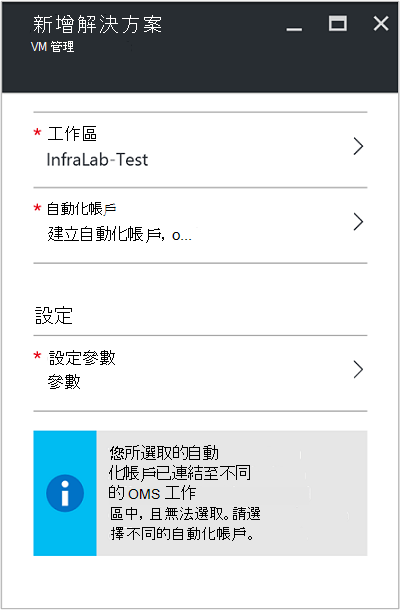 新增解決方案
VM 管理
* 工作區
InfraLab-Test
* 自動化帳戶
建立自動化帳戶, o...
設定
* 設定參數
參數
您所選取的自動
化帳戶已連結至不同
的 OMS 工作
區中, 且無法選取。請選
擇不同的自動化帳戶。